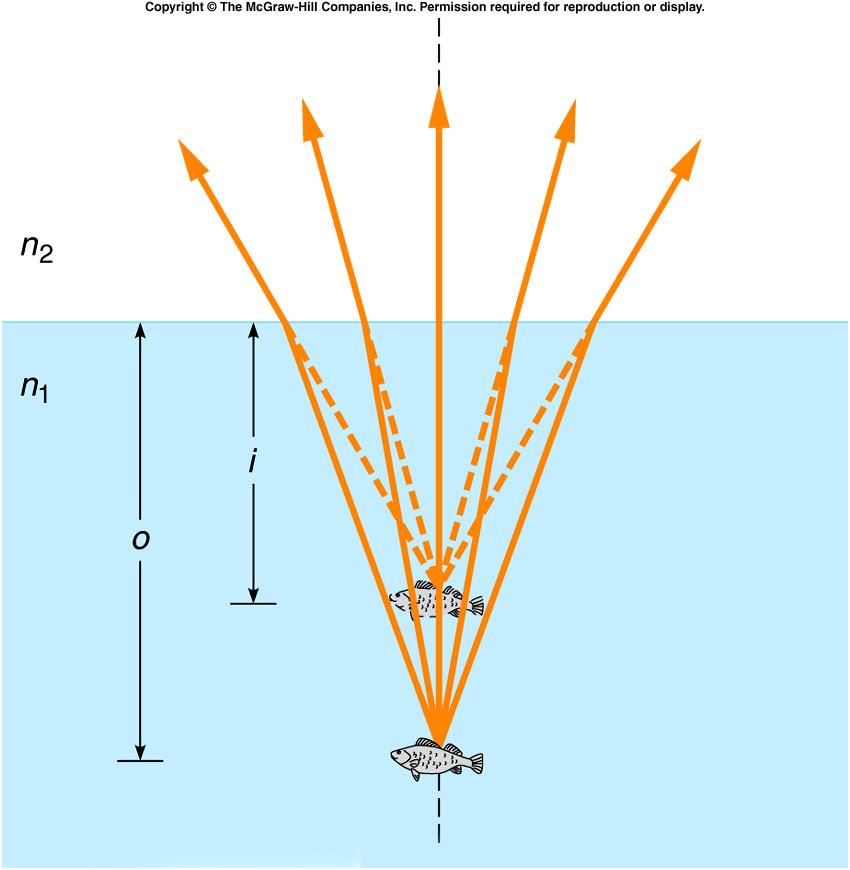 Copyright © The McGraw-Hill Companies, Inc. Permission required for reproduction or display.
n₂
n₁
i
o